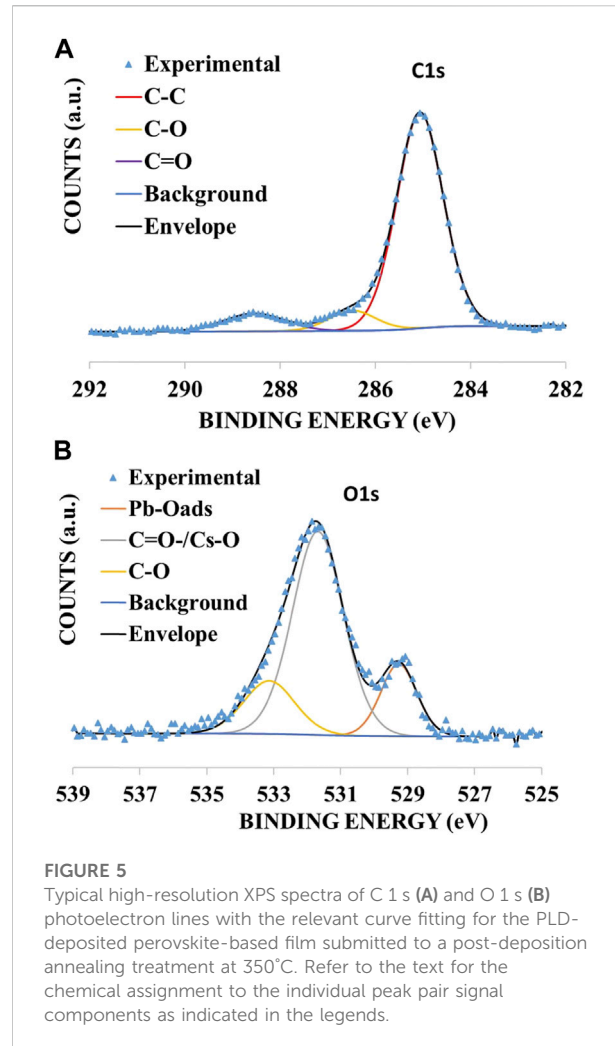 A
Experimental
C1s
C-C
C-O
C=O
Background
Envelope
COUNTS (a.u.)
292 290 288 286 284 282
BINDING ENERGY (eV)
B
Experimental
O1s
Pb-Oads
C=O-/Cs-O
C-O
Background
Envelope
COUNTS (a.u.)
539 537 535 533 531 529 527 525
BINDING ENERGY (eV)
FIGURE 5
Typical high-resolution XPS spectra of C 1 s (A) and O 1 s (B)
photoelectron lines with the relevant curve fitting for the PLD-
deposited perovskite-based film submitted to a post-deposition
annealing treatment at 350°C. Refer to the text for the
chemical assignment to the individual peak pair signal
components as indicated in the legends.